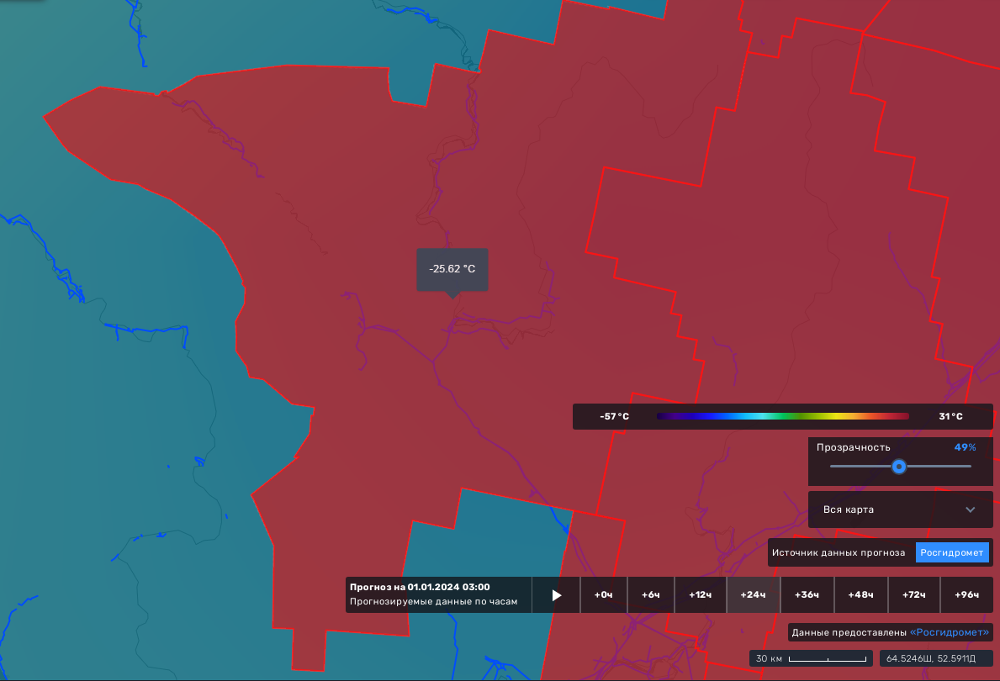 -25.62 °C
-57 °C 31 °C
Прозрачность 49%
Вся карта
Источник данных прогноза Росгидромет
Прогноз на 01.01.2024 03:00
Прогнозируемые данные по часам
+0ч +6ч +12ч +24ч +36ч +48ч +72ч +96ч
Данные предоставлены «Росгидромет»
30 км 64.5246Ш, 52.5911Д